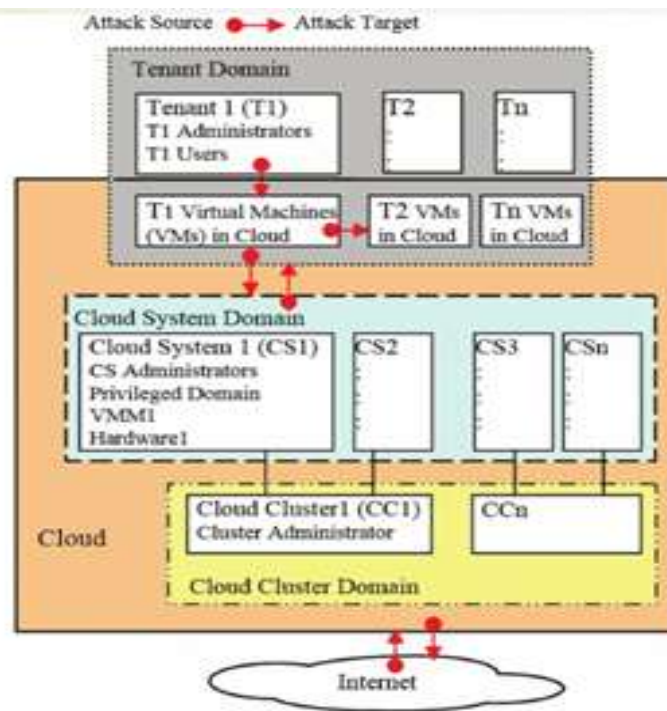 Attack Source Attack Target
Tenant Domain
Tenant 1 (T1)
T1 Administrators
T1 Users
T2
Tn
T1 Virtual Machines
(VMs) in Cloud
T2 VMs
in Cloud
Tn VMs
in Cloud
Cloud System Domain
Cloud System 1 (CS1)
CS Administrators
Privileged Domain
VMM1
Hardware1
CS2
CS3
CSn
Cloud Cluster1 (CC1)
Cluster Administrator
CCn
Cloud
Cloud Cluster Domain
Internet